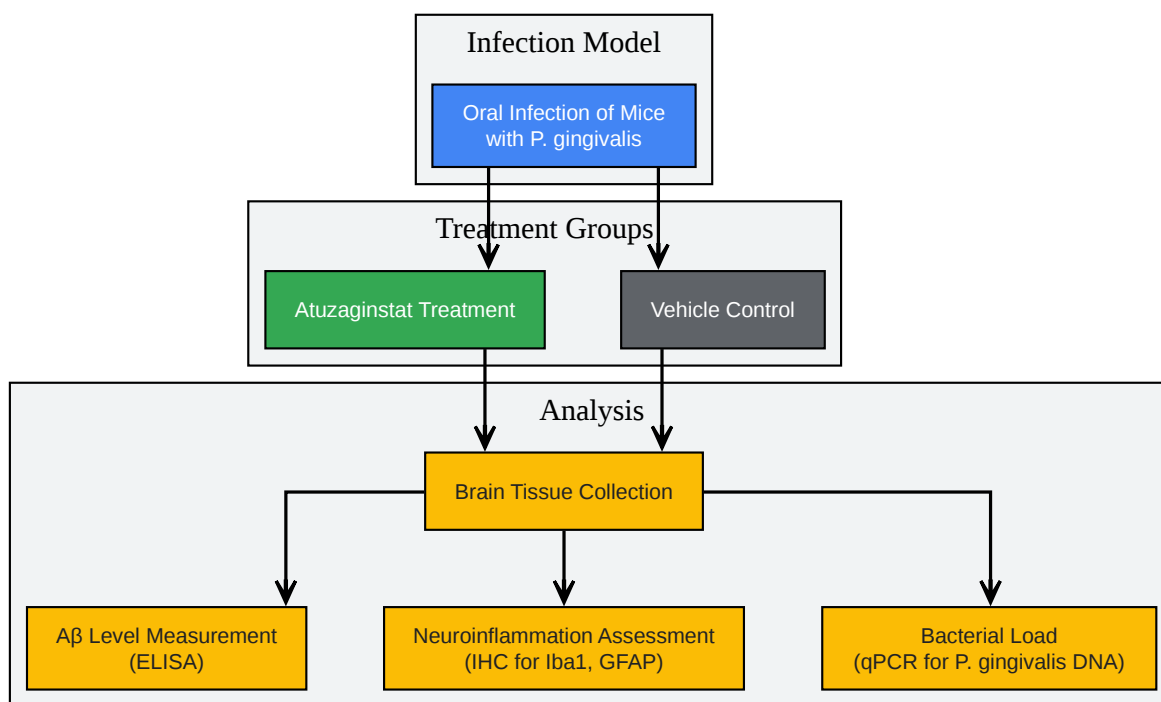 Infection Model
Oral Infection of Mice
with P. gingivalis
Treatment Groups
Atuzaginstat Treatment
Vehicle Control
Analysis
Brain Tissue Collection
Aβ Level Measurement
(ELISA)
Neuroinflammation Assessment
(IHC for Iba1, GFAP)
Bacterial Load
(qPCR for P. gingivalis DNA)